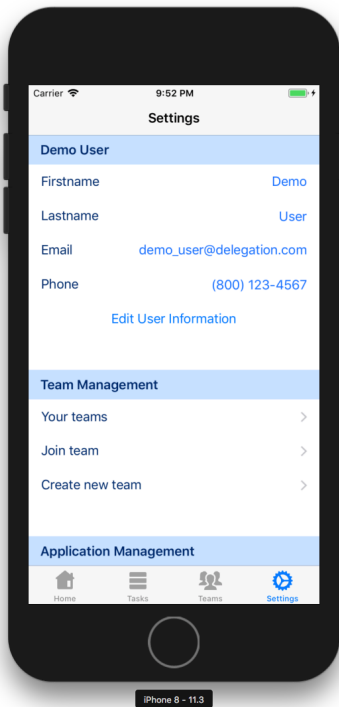 Carrier 9:52 PM
Settings
Demo User
Firstname Demo
Lastname User
Email demo_user@delegation.com
Phone (800) 123-4567
Edit User Information
Team Management
Your teams
Join team
Create new team
Application Management
Home Tasks Teams Settings
iPhone 8 - 11.3